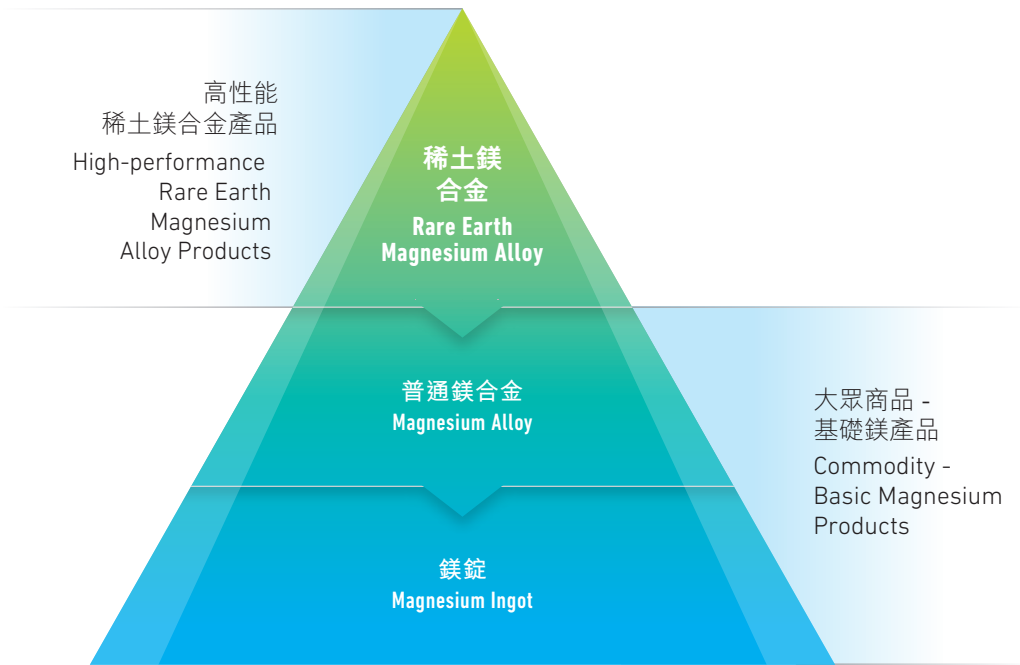 高性能
稀土鎂合金產品
High-performance
Rare Earth
Magnesium
Alloy Products
稀土鎂
合金
Rare Earth
Magnesium Alloy
普通鎂合金
Magnesium Alloy
大眾商品 -
基礎鎂產品
Commodity -
Basic Magnesium
Products
鎂錠
Magnesium Ingot